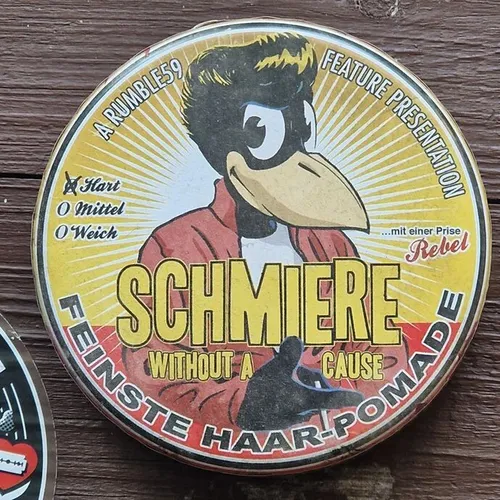 A RUMBLE59
FEATURE PRESENTATION
Hart
O Mittel
O Weich
...mit einer Prise
Rebel
SCHMIERE
WITHOUT A CAUSE
FEINSTE HAAR-POMADE